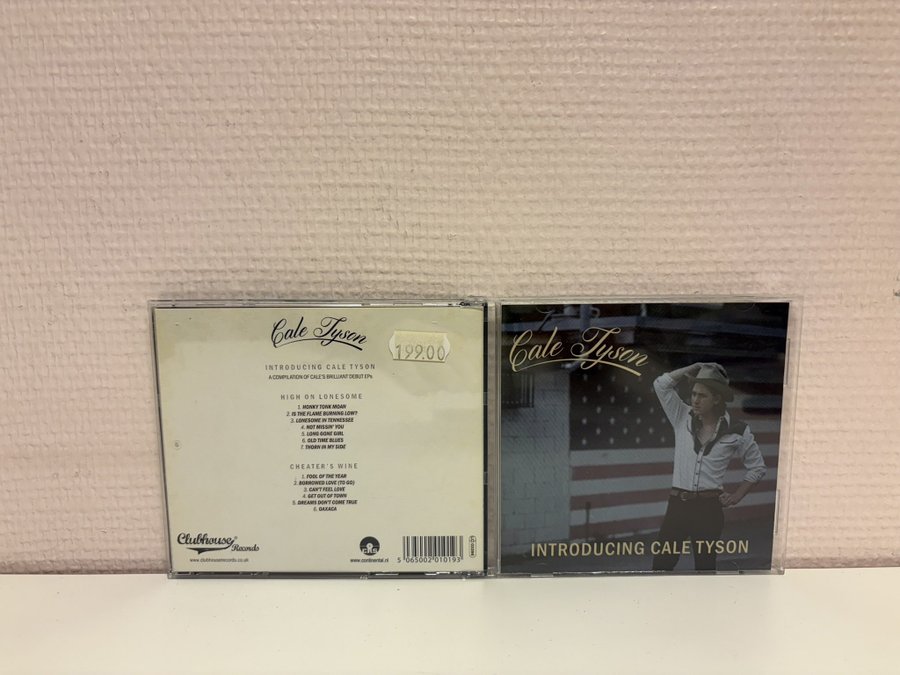 Cale Tyson
199.00
INTRODUCING CALE TYSON
A COMPILATION OF CALE'S BRILLIANT DEBUT EPs
HIGH ON LONESOME
1. HONKY TONK MOAN
2. IS THE FLAME BURNING LOW?
3. LONESOME IN TENNESSEE
4. NOT MISSIN' YOU
5. LONG GONE GIRL
6. OLD TIME BLUES
7. THORN IN MY SIDE
CHEATER'S WINE
1. FOOL OF THE YEAR
2. BORROWED LOVE (TO GO)
3. CAN'T FEEL LOVE
4. GET OUT OF TOWN
5. DREAMS DON'T COME TRUE
6. OAXACA
Clubhouse Records
www.clubhouserecords.co.uk
www.continental.nl
5 065002 010193
Cale Tyson
INTRODUCING CALE TYSON